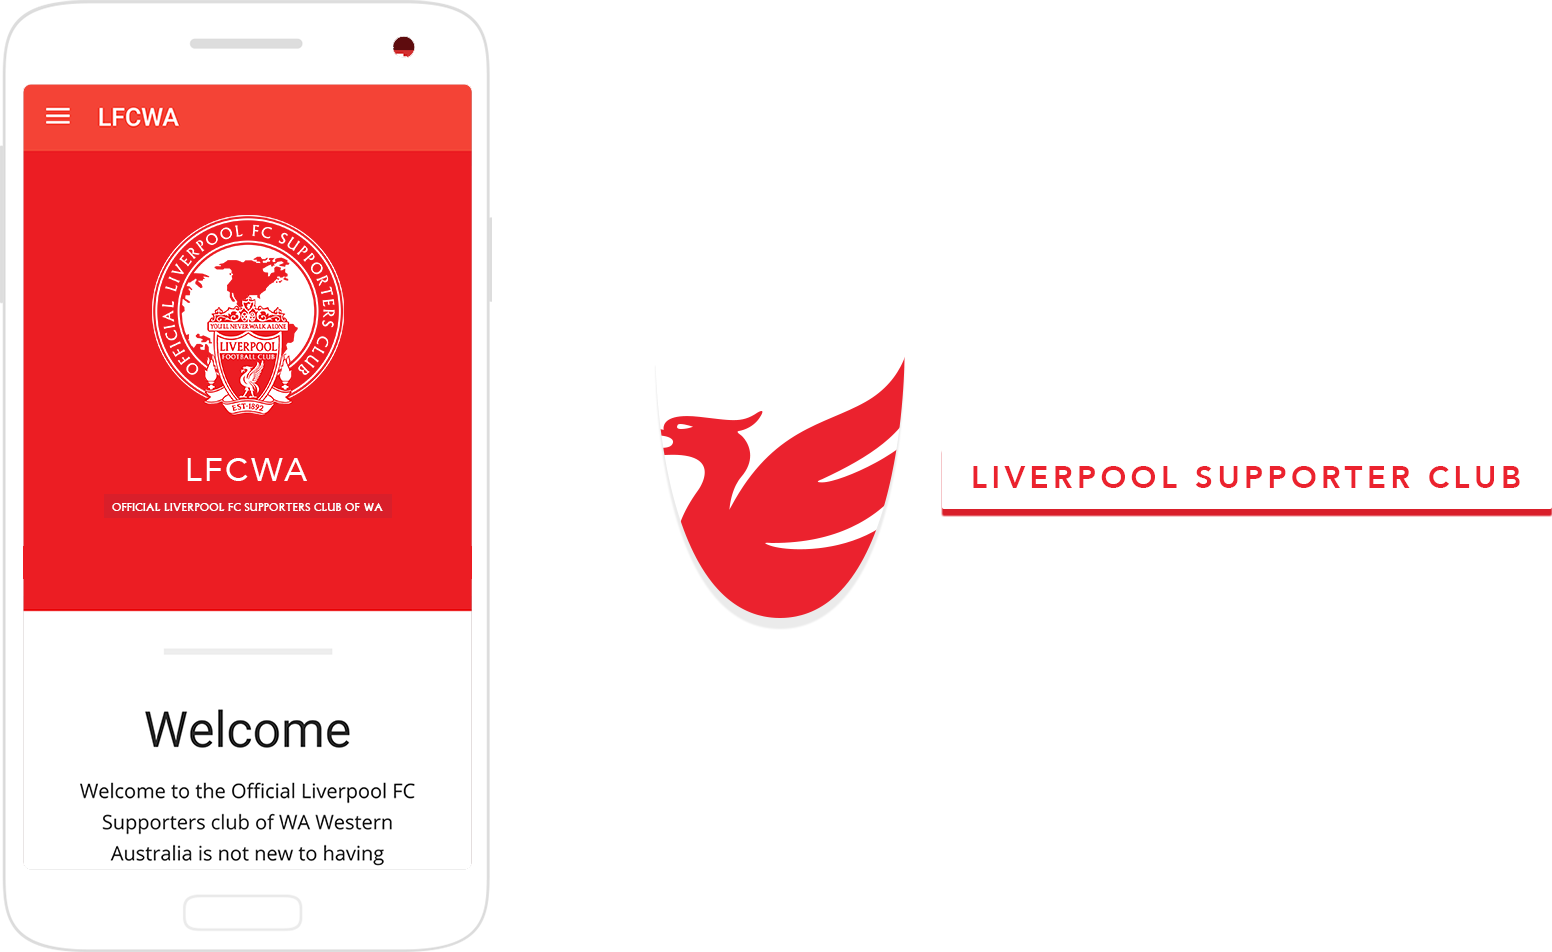 LFCWA
OFFICIAL LIVERPOOL FC SUPPORTERS CLUB
YOU'LL NEVER WALK ALONE
LIVERPOOL
FOOTBALL CLUB
EST·1892
LFCWA
OFFICIAL LIVERPOOL FC SUPPORTERS CLUB OF WA
Welcome
Welcome to the Official Liverpool FC
Supporters club of WA Western
Australia is not new to having
LIVERPOOL SUPPORTER CLUB